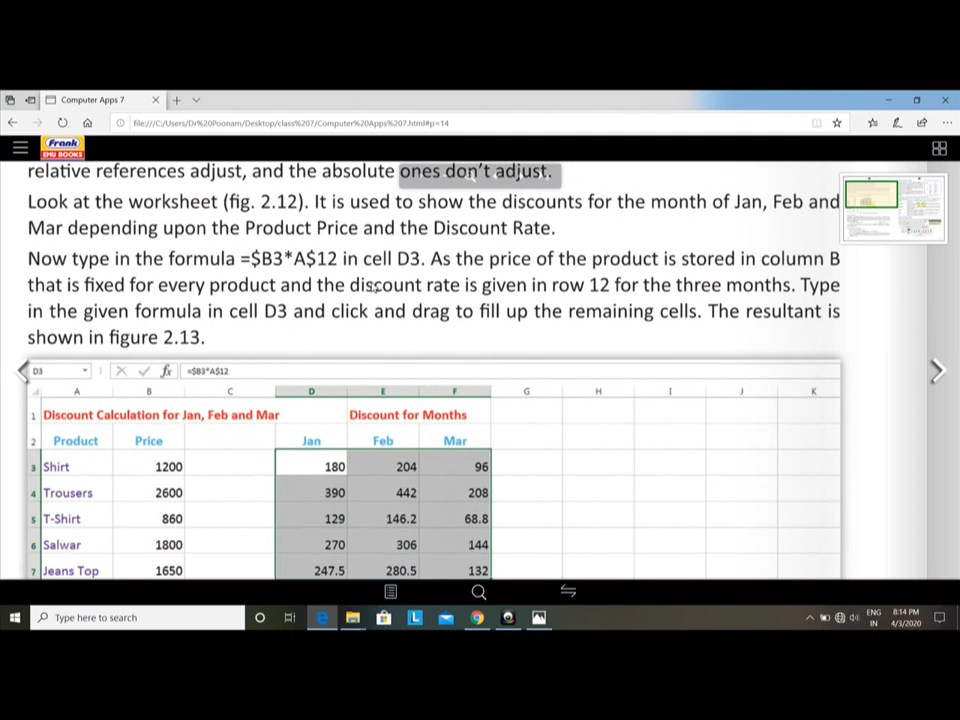 Computer Apps 7
file:///C:/Users/Dr%20Poonam/Desktop/class%207/Computer%20Apps%207.html#p=14
Frank
EMU BOOKS
relative references adjust, and the absolute ones don't adjust.
Look at the worksheet (fig. 2.12). It is used to show the discounts for the month of Jan, Feb and
Mar depending upon the Product Price and the Discount Rate.
Now type in the formula =$B3*A$12 in cell D3. As the price of the product is stored in column B
that is fixed for every product and the discount rate is given in row 12 for the three months. Type
in the given formula in cell D3 and click and drag to fill up the remaining cells. The resultant is
shown in figure 2.13.
D3 fx =$B3*A$12
A B C D E F G H I J K
1 Discount Calculation for Jan, Feb and Mar Discount for Months
2 Product Price Jan Feb Mar
3 Shirt 1200 180 204 96
4 Trousers 2600 390 442 208
5 T-Shirt 860 129 146.2 68.8
6 Salwar 1800 270 306 144
7 Jeans Top 1650 247.5 280.5 132
Type here to search
ENG 8:14 PM
IN 4/3/2020